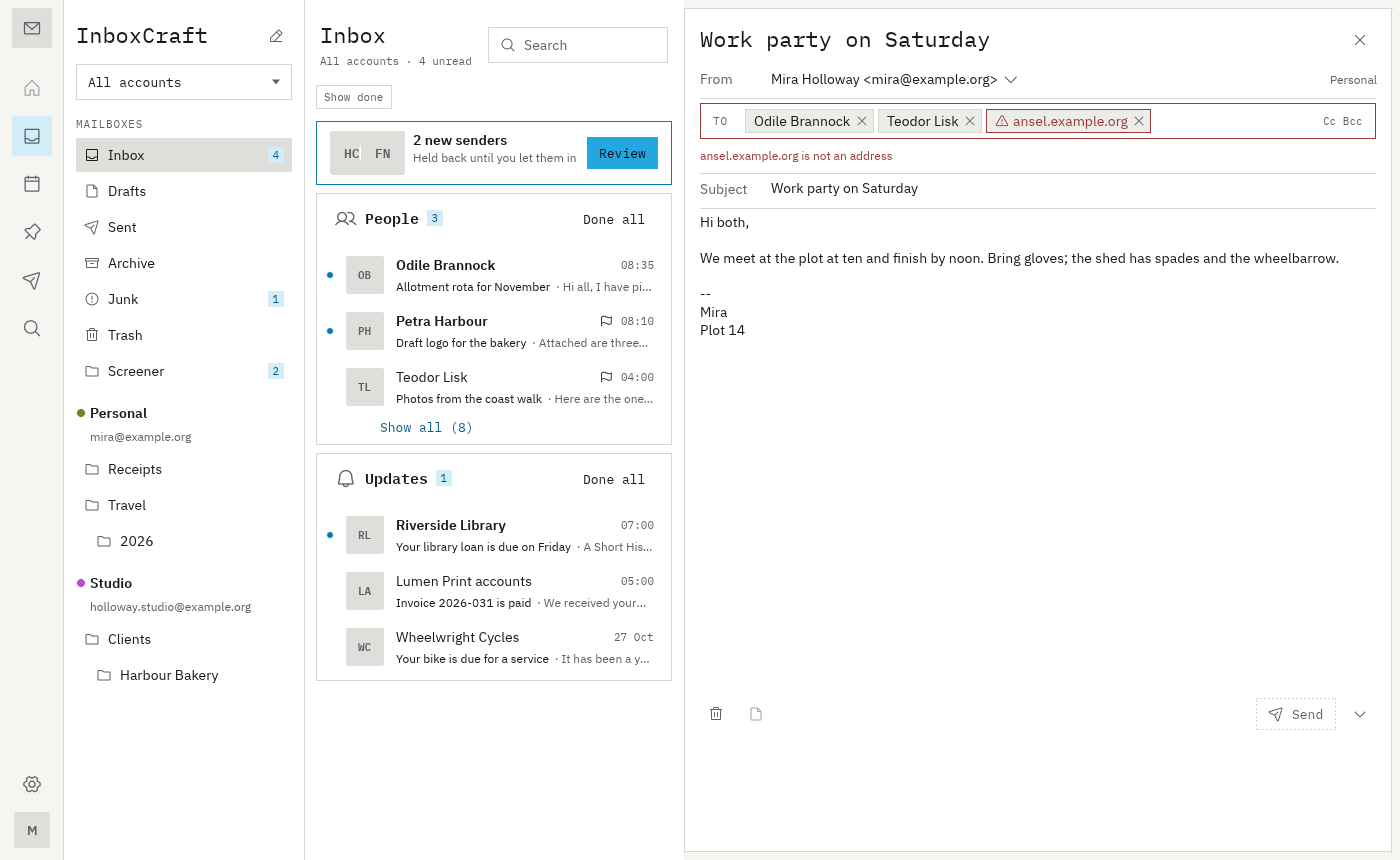 InboxCraft
All accounts
MAILBOXES
Inbox 4
Drafts
Sent
Archive
Junk 1
Trash
Screener 2
Personal
mira@example.org
Receipts
Travel
2026
Studio
holloway.studio@example.org
Clients
Harbour Bakery
M
Inbox
All accounts · 4 unread
Search
Show done
HC FN
2 new senders
Held back until you let them in
Review
People 3 Done all
OB
Odile Brannock 08:35
Allotment rota for November · Hi all, I have pi…
PH
Petra Harbour 08:10
Draft logo for the bakery · Attached are three…
TL
Teodor Lisk 04:00
Photos from the coast walk · Here are the one…
Show all (8)
Updates 1 Done all
RL
Riverside Library 07:00
Your library loan is due on Friday · A Short His…
LA
Lumen Print accounts 05:00
Invoice 2026-031 is paid · We received your…
WC
Wheelwright Cycles 27 Oct
Your bike is due for a service · It has been a y…
Work party on Saturday
From Mira Holloway <mira@example.org> Personal
TO Odile Brannock Teodor Lisk ansel.example.org Cc Bcc
ansel.example.org is not an address
Subject Work party on Saturday
Hi both,
We meet at the plot at ten and finish by noon. Bring gloves; the shed has spades and the wheelbarrow.
--
Mira
Plot 14
Send